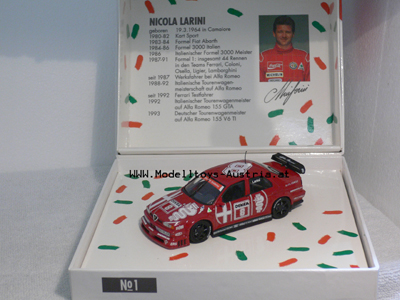 NICOLA LARINI
geboren 19.3.1964 in Camaiore
1980-82 Kart Sport
1983-84 Formel Fiat Abarth
1984-86 Formel 3000 Italien
1986 Italienischer Formel 3000 Meister
1987-91 Formel 1: insgesamt 44 Rennen
in den Teams Ferrari, Coloni,
Osella, Ligier, Lamborghini
seit 1987 Werksfahrer bei Alfa Romeo
1988-92 Italienische Tourenwagen-
meisterschaft auf Alfa Romeo
seit 1992 Ferrari Testfahrer
1992 Italienischer Tourenwagenmeister
auf Alfa Romeo 155 GTA
1993 Deutscher Tourenwagenmeister
auf Alfa Romeo 155 V6 TI
www.Modelltoys-Austria.at
8
No1